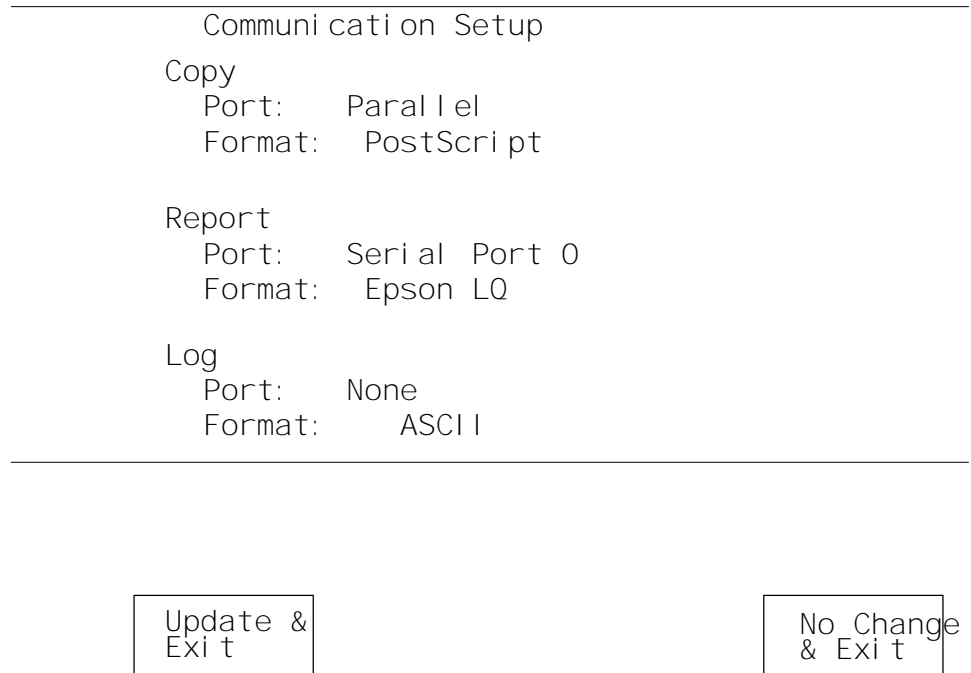 Communication Setup
Copy
Port: Parallel
Format: PostScript
Report
Port: Serial Port 0
Format: Epson LQ
Log
Port: None
Format: ASCII
Update &
Exit
No Change
& Exit